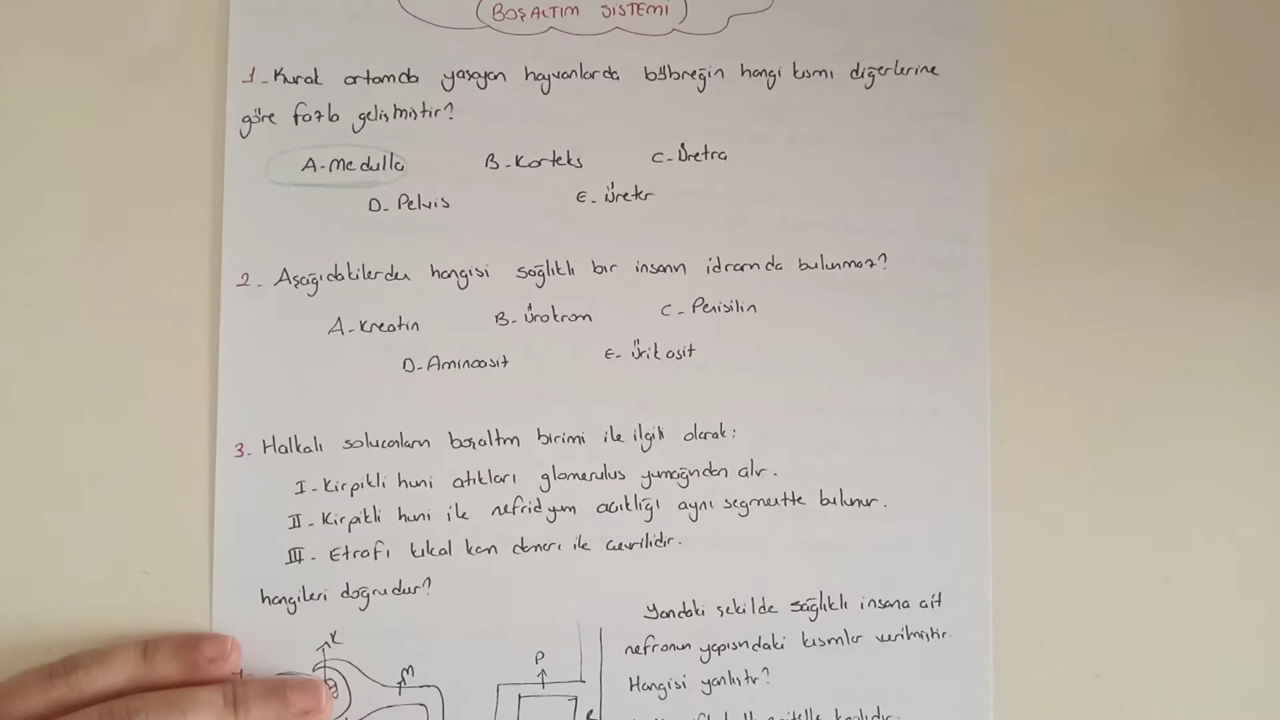 BOŞALTIM SİSTEMİ
1- Kurak ortamda yaşayan hayvanlarda böbreğin hangi kısmı diğerlerine
göre fazla gelişmiştir?
A- Medulla B- Korteks C- Üretra
D- Pelvis E- Üreter
2- Aşağıdakilerden hangisi sağlıklı bir insanın idrarında bulunmaz?
A- Kreatin B- Ürokrom C- Penisilin
D- Aminoasit E- Ürik asit
3- Halkalı solucanların boşaltım birimi ile ilgili olarak:
I- Kirpikli huni atıkları glomerulus yumağından alır.
II- Kirpikli huni ile nefridyum açıklığı aynı segmentte bulunur.
III- Etrafı kılcal kan damarı ile çevrilidir.
hangileri doğrudur?
Yandaki şekilde sağlıklı insana ait
nefronun yapısındaki kısımlar verilmiştir.
Hangisi yanlıştır?
K
M
P